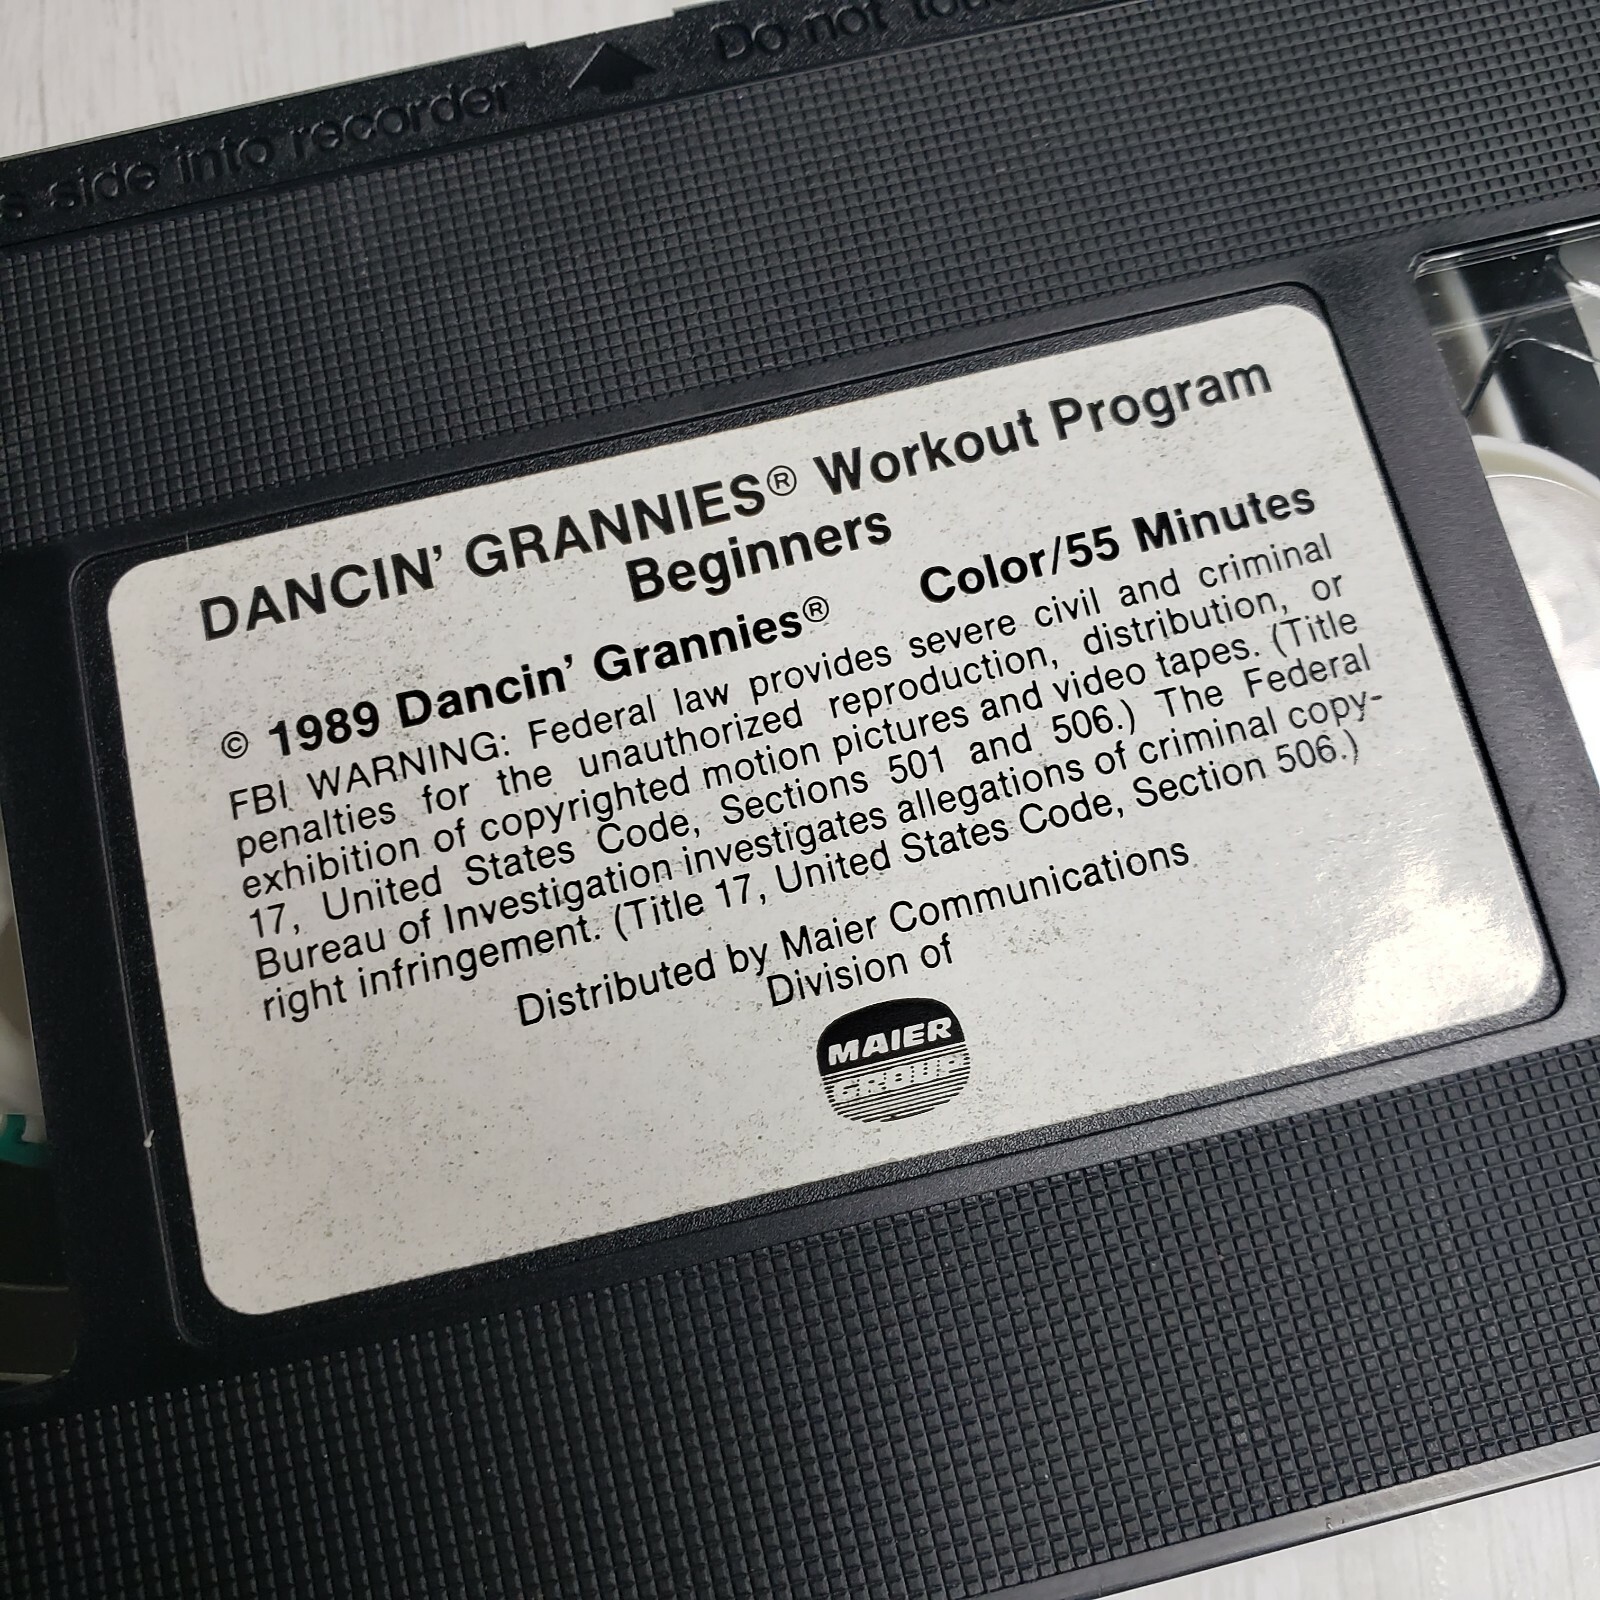 side into recorder
Do not
DANCIN' GRANNIES® Workout Program
Beginners
© 1989 Dancin' Grannies® Color/55 Minutes
FBI WARNING: Federal law provides severe civil and criminal
penalties for the unauthorized reproduction, distribution, or
exhibition of copyrighted motion pictures and video tapes. (Title
17, United States Code, Sections 501 and 506.) The Federal
Bureau of Investigation investigates allegations of criminal copy-
right infringement. (Title 17, United States Code, Section 506.)
Distributed by Maier Communications
Division of
MAIER
GROUP